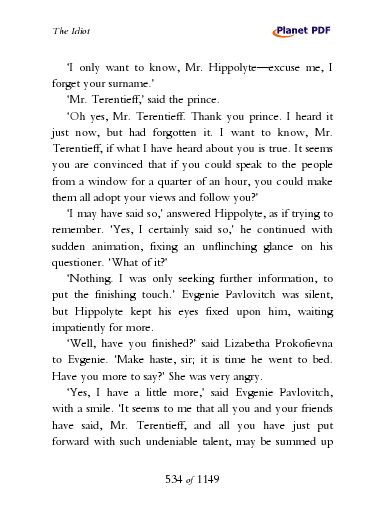 The Idiot
Planet PDF
‘I only want to know, Mr. Hippolyte—excuse me, I
forget your surname.’
‘Mr. Terentieff,’ said the prince.
‘Oh yes, Mr. Terentieff. Thank you prince. I heard it
just now, but had forgotten it. I want to know, Mr.
Terentieff, if what I have heard about you is true. It seems
you are convinced that if you could speak to the people
from a window for a quarter of an hour, you could make
them all adopt your views and follow you?’
‘I may have said so,’ answered Hippolyte, as if trying to
remember. ‘Yes, I certainly said so,’ he continued with
sudden animation, fixing an unflinching glance on his
questioner. ‘What of it?’
‘Nothing. I was only seeking further information, to
put the finishing touch.’ Evgenie Pavlovitch was silent,
but Hippolyte kept his eyes fixed upon him, waiting
impatiently for more.
‘Well, have you finished?’ said Lizabetha Prokofievna
to Evgenie. ‘Make haste, sir; it is time he went to bed.
Have you more to say?’ She was very angry.
‘Yes, I have a little more,’ said Evgenie Pavlovitch,
with a smile. ‘It seems to me that all you and your friends
have said, Mr. Terentieff, and all you have just put
forward with such undeniable talent, may be summed up
534 of 1149